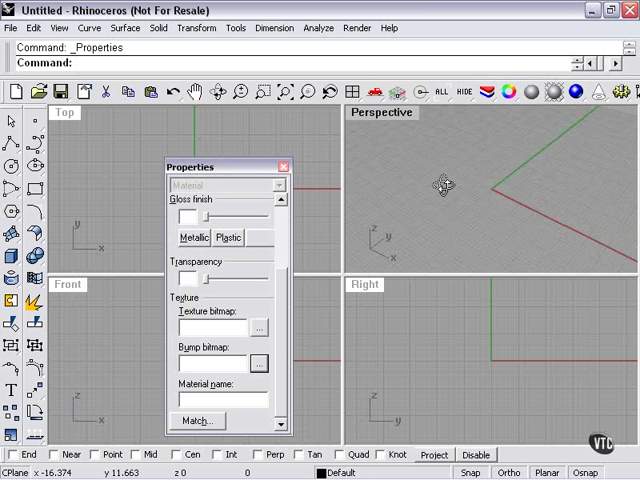 Untitled - Rhinoceros (Not For Resale)
File Edit View Curve Surface Solid Transform Tools Dimension Analyze Render Help
Command: _Properties
Command:
ALL HIDE
Top
Perspective
Properties
Material
Gloss finish
Metallic Plastic
y
x
z
y
x
Transparency
Front
Right
Texture
Texture bitmap:
...
Bump bitmap:
...
Material name:
z
x
z
y
Match...
T
VTC
End Near Point Mid Cen Int Perp Tan Quad Knot Project Disable
CPlane x -16.374 y 11.663 z 0 0 Default Snap Ortho Planar Osnap